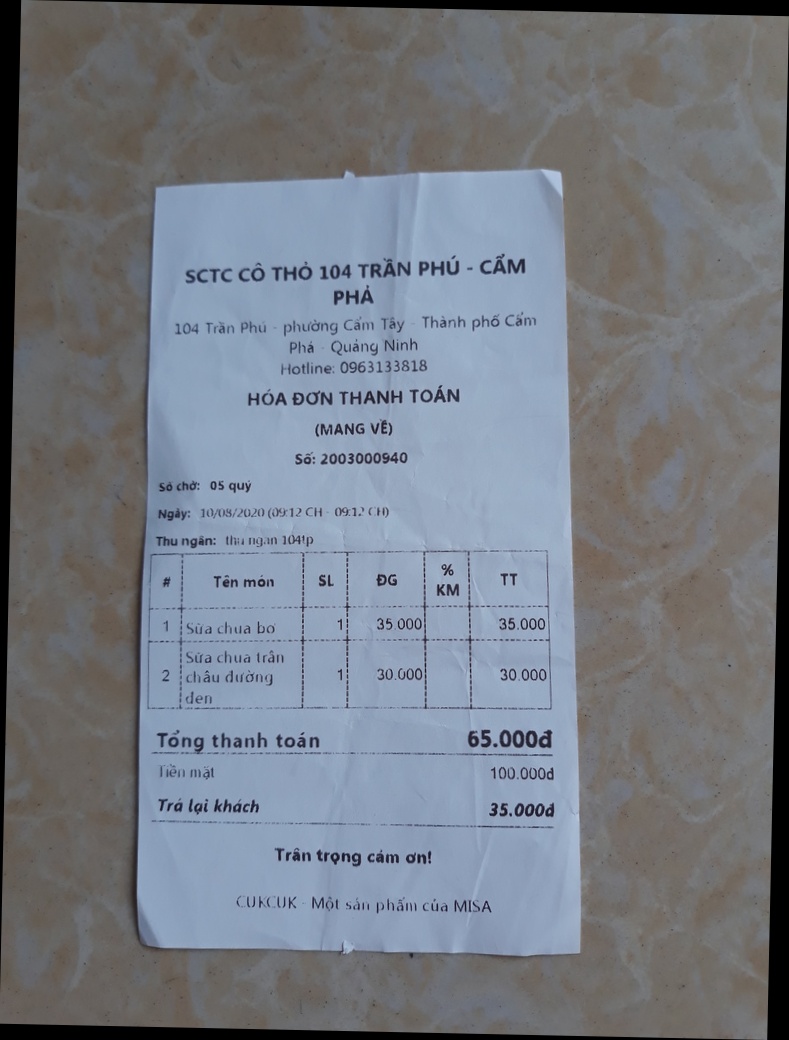 SCTC CÔ THỎ 104 TRẦN PHÚ - CẨM
PHẢ
104 Trần Phú - phường Cẩm Tây - Thành phố Cẩm
Phả - Quảng Ninh
Hotline: 0963133818
HÓA ĐƠN THANH TOÁN
(MANG VỀ)
Số: 2003000940
Số chờ: 05 quý
Ngày: 10/08/2020 (09:12 CH - 09:12 CH)
Thu ngân: thu ngan 104tp
# Tên món SL ĐG % KM TT
1 Sữa chua bơ 1 35.000 35.000
Sữa chua trân
2 châu đường 1 30.000 30.000
đen
Tổng thanh toán 65.000đ
Tiền mặt 100.000đ
Trả lại khách 35.000đ
Trân trọng cảm ơn!
CUKCUK - Một sản phẩm của MISA